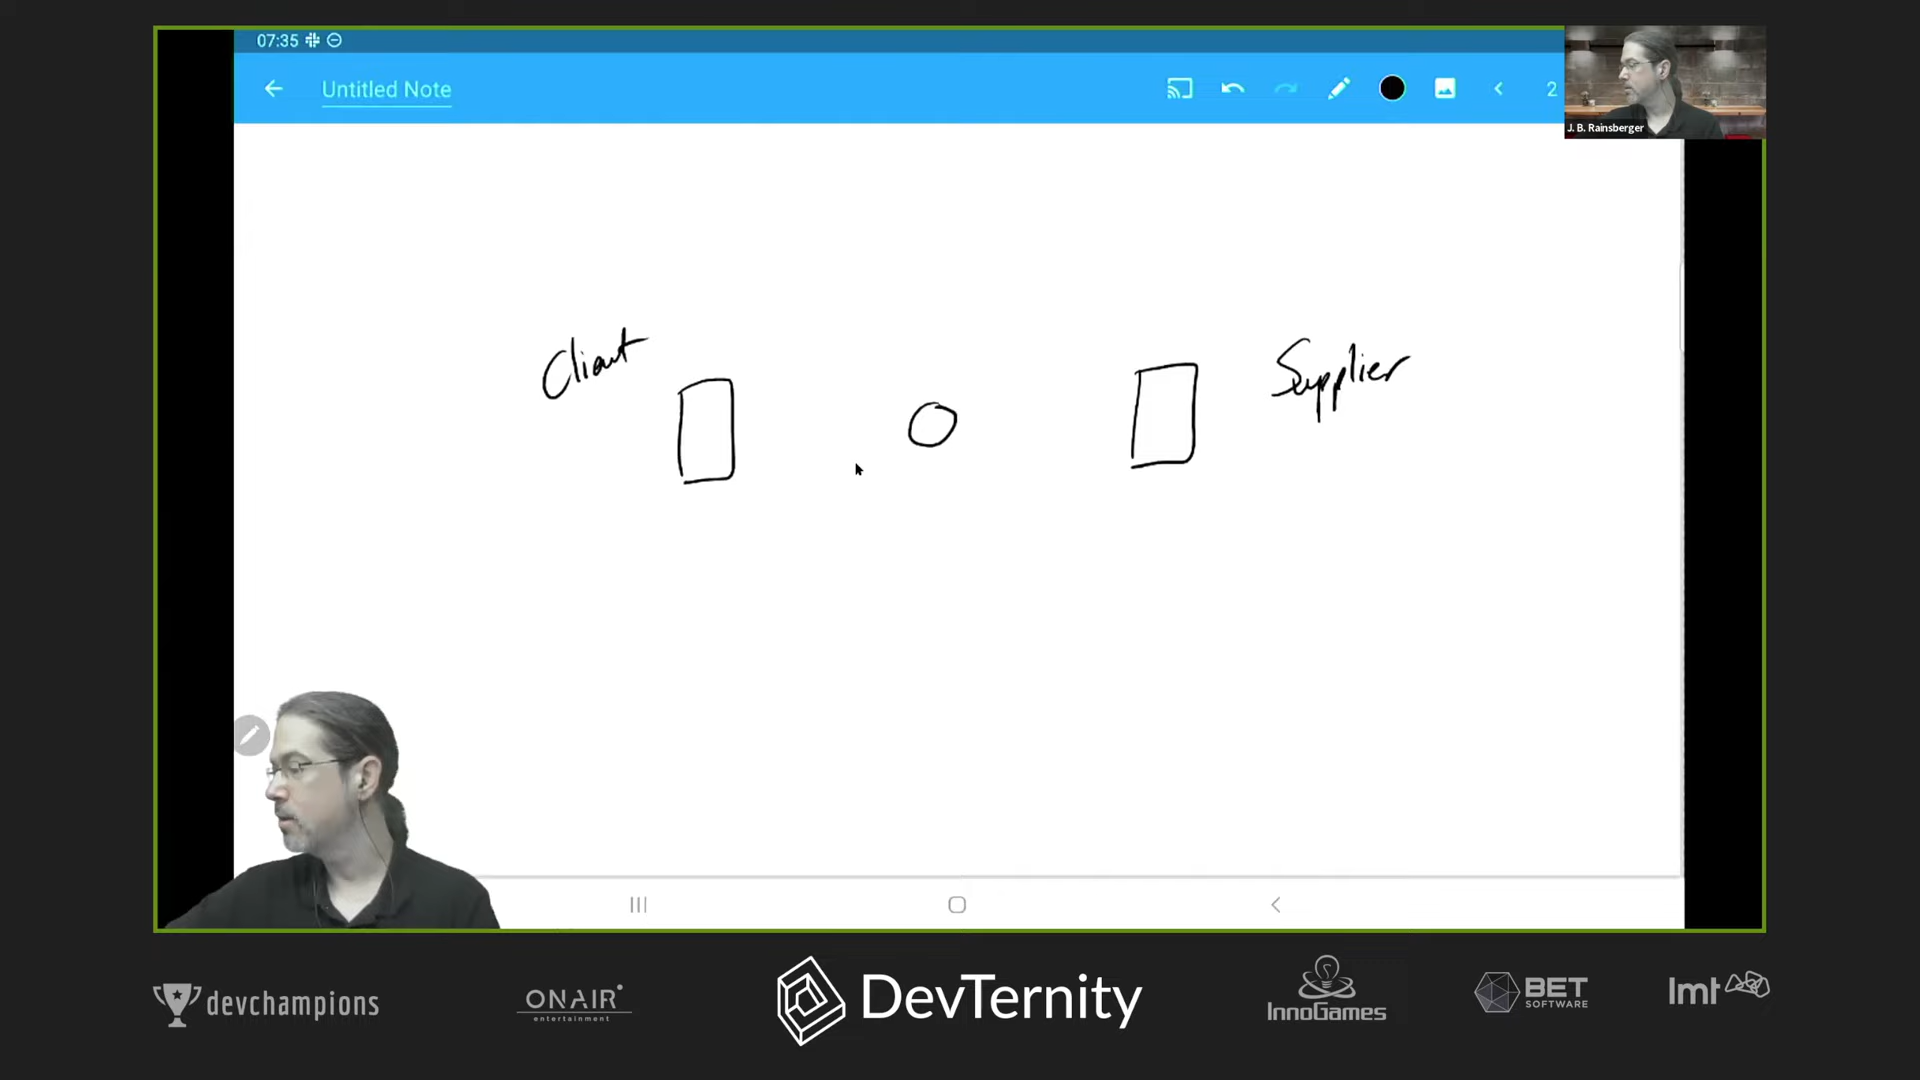 07:35
Untitled Note
2
J. B. Rainsberger
Client
Supplier
devchampions
ONAIR
entertainment
DevTernity
InnoGames
BET
SOFTWARE
lmt